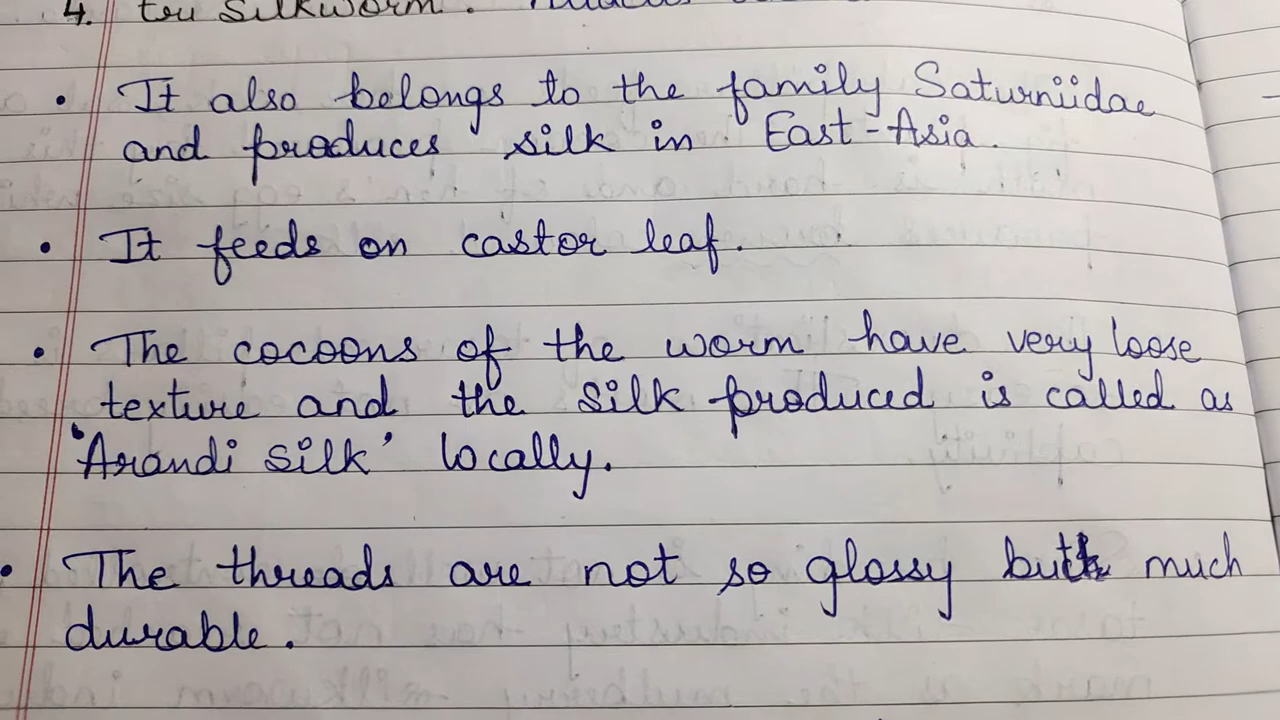 4. Silkworm.
• It also belongs to the family Saturniidae
and produces silk in East-Asia.
• It feeds on castor leaf.
• The cocoons of the worm have very loose
texture and the silk produced is called as
'Arandi silk' locally.
• The threads are not so glossy but much
durable.